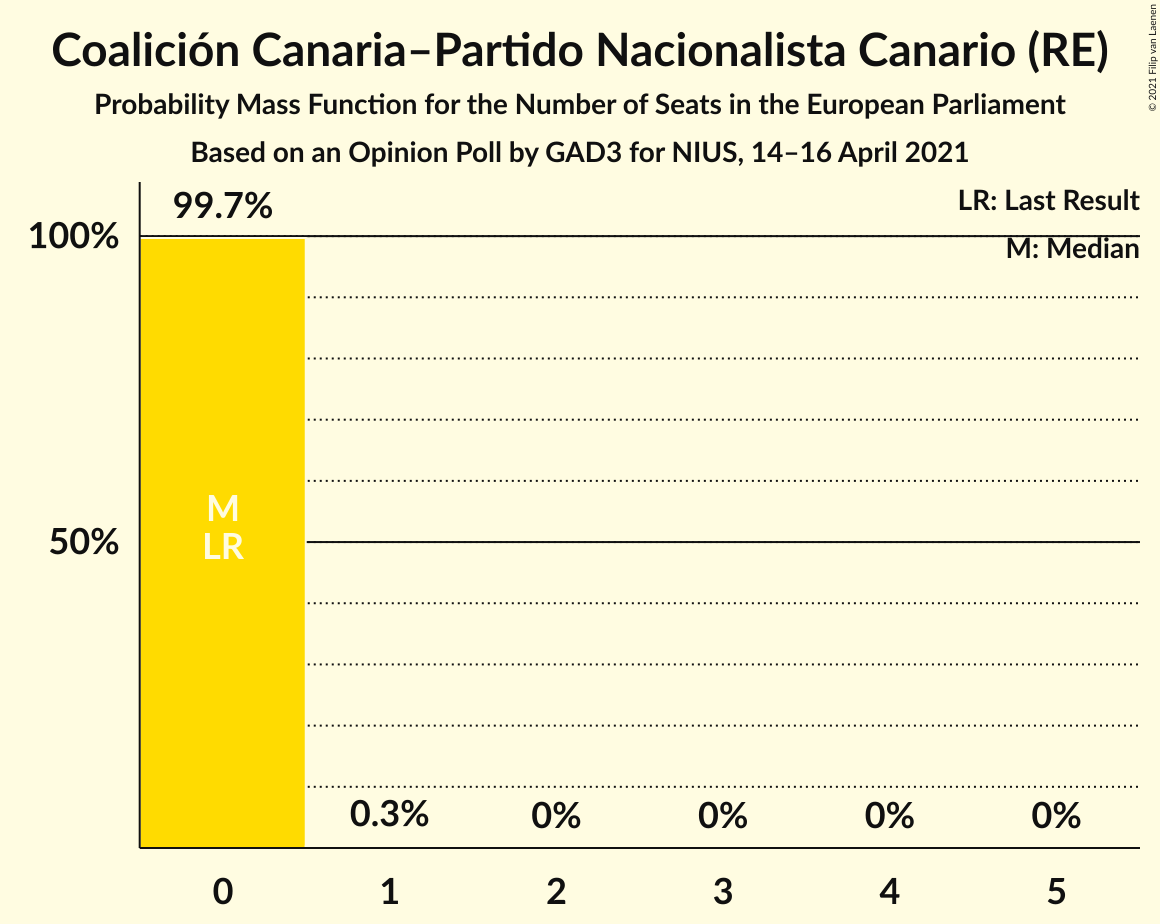 Coalición Canaria–Partido Nacionalista Canario (RE)
Probability Mass Function for the Number of Seats in the European Parliament
Based on an Opinion Poll by GAD3 for NIUS, 14–16 April 2021
© 2021 Filip van Laenen
LR: Last Result
M: Median
99.7%
100%
M
LR
50%
0.3%
0%
0%
0%
0%
0
1
2
3
4
5